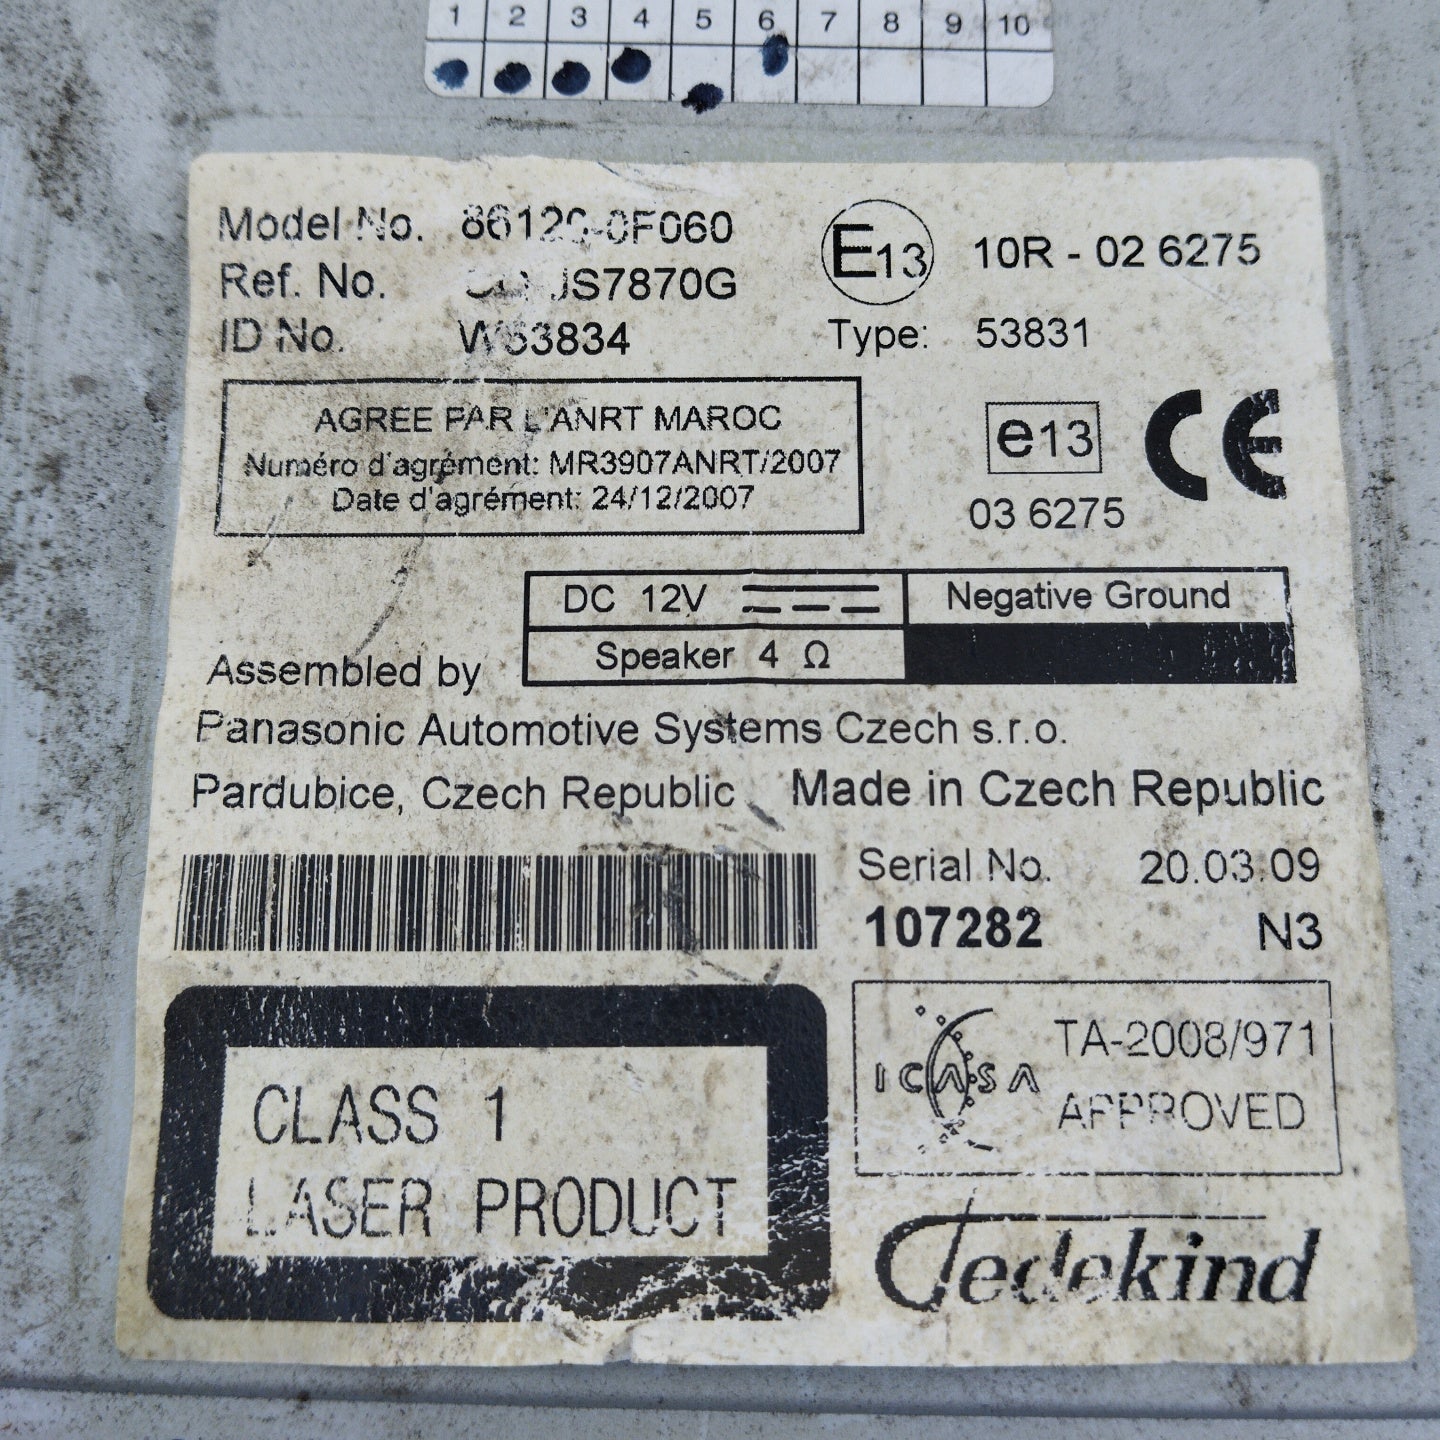 1 2 3 4 5 6 7 8 9 10
Model No. 86120-0F060
Ref. No. JS7870G
ID No. W53834
E13 10R - 02 6275
Type: 53831
AGREE PAR L'ANRT MAROC
Numéro d'agrément: MR3907ANRT/2007
Date d'agrément: 24/12/2007
e13 CE
03 6275
DC 12V Negative Ground
Speaker 4 Ω
Assembled by
Panasonic Automotive Systems Czech s.r.o.
Pardubice, Czech Republic Made in Czech Republic
Serial No. 20.03.09
107282 N3
CLASS 1
LASER PRODUCT
ICASA
TA-2008/971
APPROVED
Tedekind